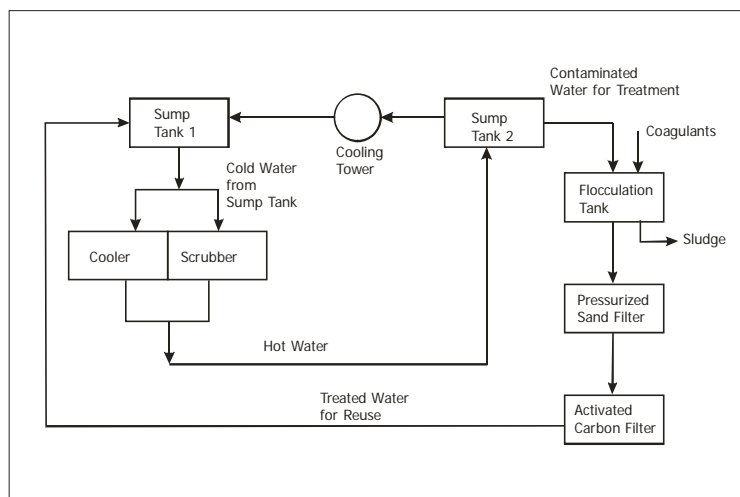 Contaminated
Water for Treatment
Sump
Tank 1
Cooling
Tower
Sump
Tank 2
Coagulants
Cold Water
from
Sump Tank
Flocculation
Tank
Sludge
Cooler
Scrubber
Pressurized
Sand Filter
Hot Water
Treated Water
for Reuse
Activated
Carbon Filter